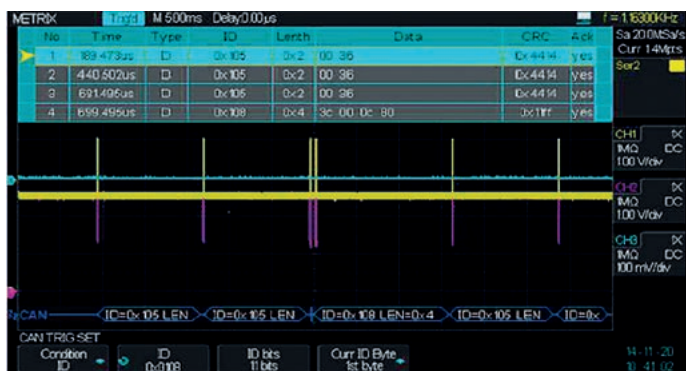 METRIX Trig'd M 500ms Delay:0.00µs f = 1.16300KHz
No Time Type ID Lenth Data CRC Ack
1 189.473us D 0x105 0x2 00 36 0x4414 yes
2 440.502us D 0x105 0x2 00 36 0x4414 yes
3 691.495us D 0x105 0x2 00 36 0x4414 yes
4 699.495us D 0x108 0x4 3c 00 0c 80 0x11ff yes
Sa 20.0MSa/s
Curr 14Mpts
Ser2
CH1 1X
1MΩ DC
1.00 V/div
CH2 1X
1MΩ DC
1.00 V/div
CH3 1X
1MΩ DC
100 mV/div
CAN ID=0x105 LEN ID=0x105 LEN ID=0x108 LEN=0x4 ID=0x105 LEN ID=0x
CAN TRIG SET
Condition ID ID bits Curr ID Byte
ID 0x0108 11bits 1st byte
14-11-20
18:41:02